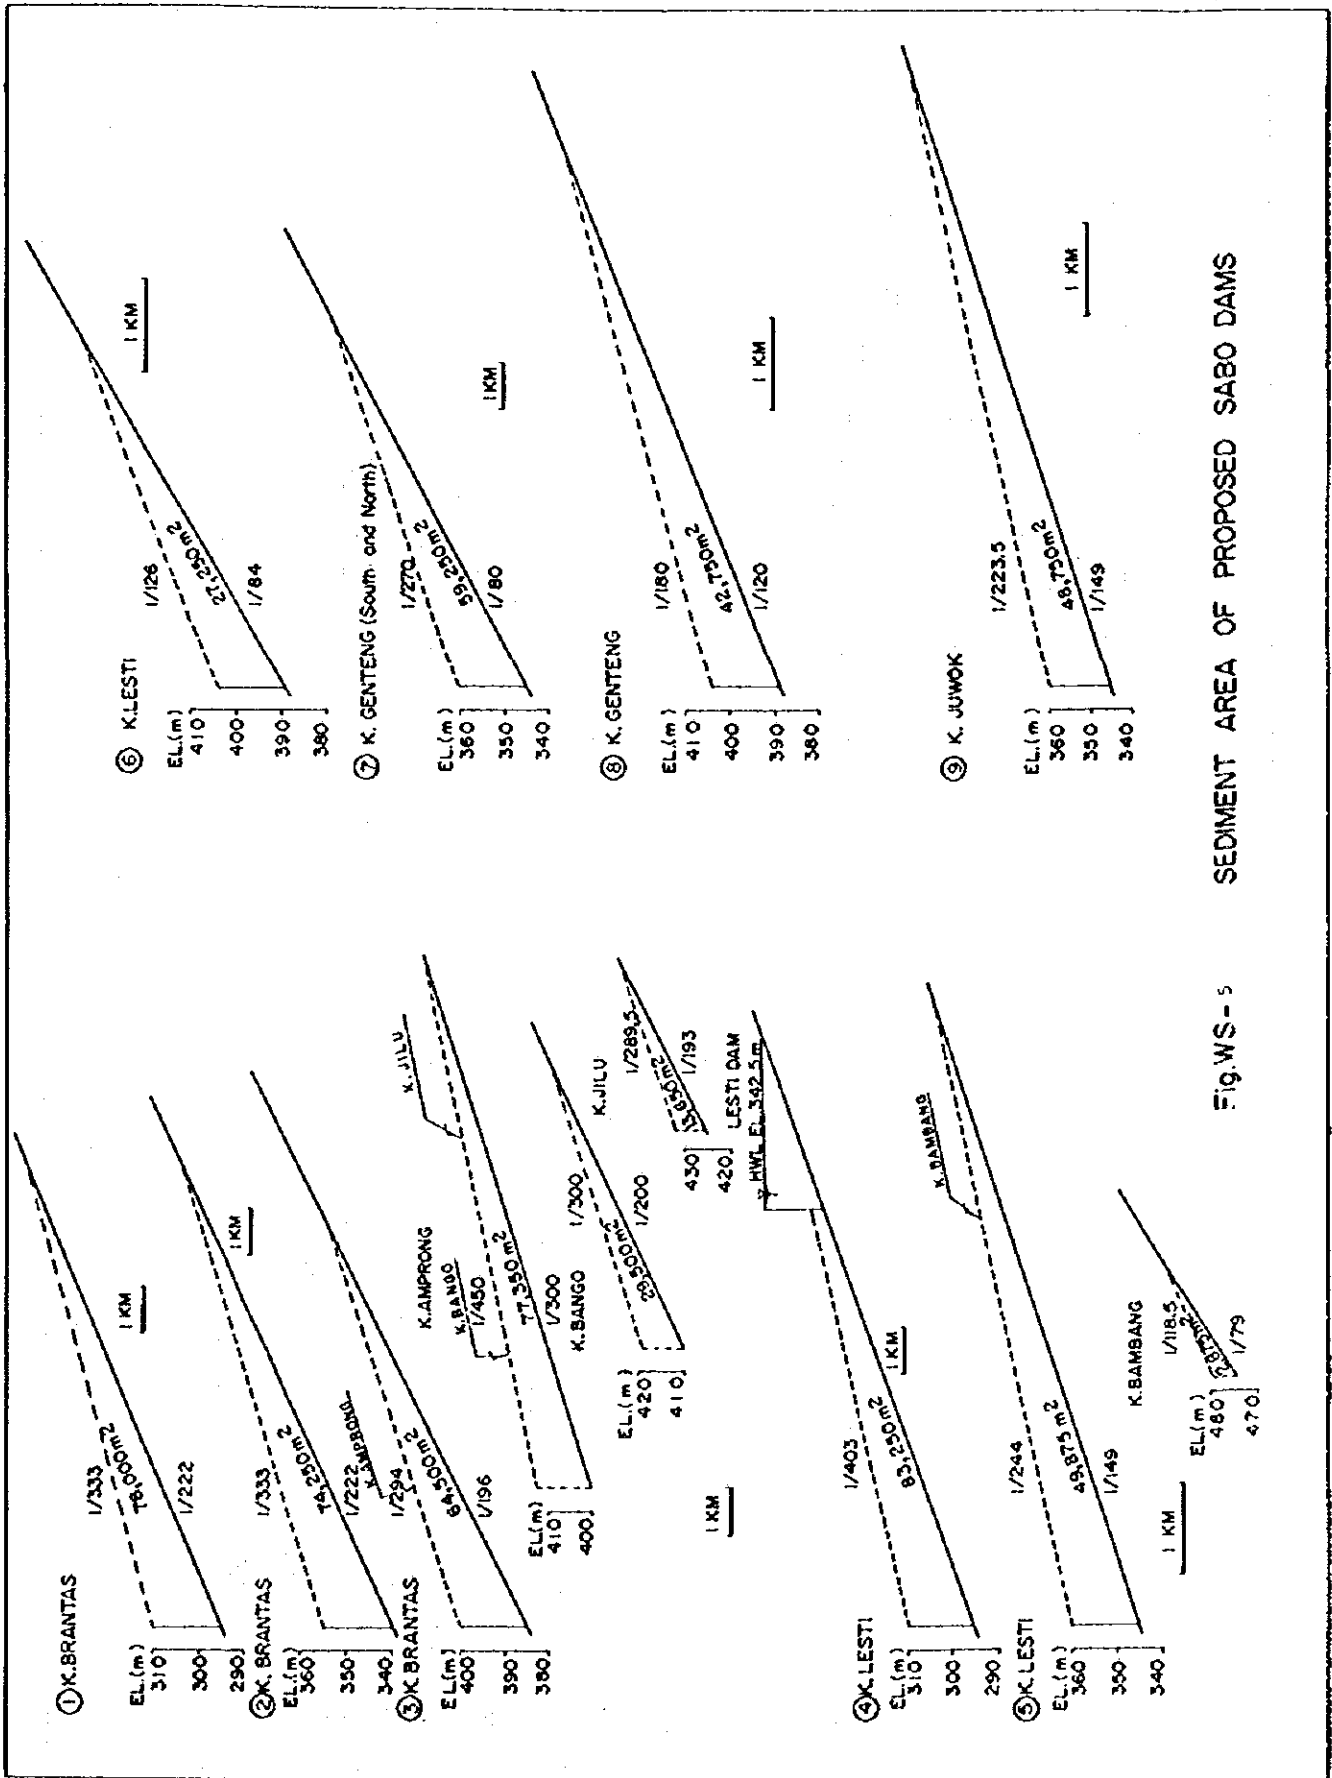 ① K.BRANTAS
EL.(m)
310
300
290
1/333
78,000m²
1/222
1 KM
② K. BRANTAS
EL.(m)
360
350
340
1/333
74,250m²
1/222
1 KM
③ K. BRANTAS
EL.(m)
400
390
380
K.AMPRONG
1/294
84,500m²
1/196
K.AMPRONG
K.BANGO
1/450
77,350m²
1/300
K.JILU
EL.(m)
410
400
K.BANGO
1/300
29,500m²
1/200
EL.(m)
420
410
K.JILU
1/289.5
13,650m²
1/193
430
420
1 KM
④ K.LESTI
EL.(m)
310
300
290
1/403
83,250m²
1 KM
LESTI DAM
HWL EL.342.5m
⑤ K.LESTI
EL.(m)
360
350
340
1/244
49,875m²
1/149
K.BAMBANG
1 KM
K.BAMBANG
1/118.5
1/79
EL.(m)
480
470
⑥ K.LESTI
EL.(m)
410
400
390
380
1/126
27,250m²
1/84
1 KM
⑦ K. GENTENG (South and North)
EL.(m)
360
350
340
1/270
59,250m²
1/80
1 KM
⑧ K. GENTENG
EL.(m)
410
400
390
380
1/180
42,750m²
1/120
1 KM
⑨ K. JUWOK
EL.(m)
360
350
340
1/223.5
48,750m²
1/149
1 KM
Fig.WS-5 SEDIMENT AREA OF PROPOSED SABO DAMS